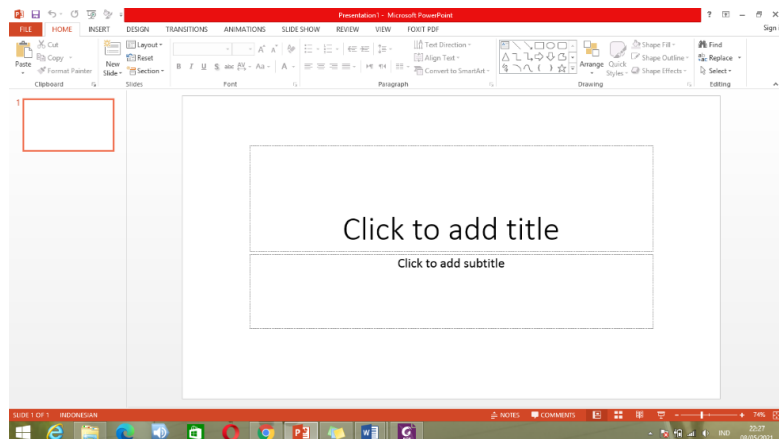 Presentation1 - Microsoft PowerPoint
FILE HOME INSERT DESIGN TRANSITIONS ANIMATIONS SLIDE SHOW REVIEW VIEW FOXIT PDF Sign
Cut
Copy
Format Painter
Paste
Clipboard
New
Slide
Layout
Reset
Section
Slides
B I U S abc AV Aa A
Font
Text Direction
Align Text
Convert to SmartArt
Paragraph
Arrange
Quick
Styles
Shape Fill
Shape Outline
Shape Effects
Drawing
Find
Replace
Select
Editing
1
Click to add title
Click to add subtitle
SLIDE 1 OF 1 INDONESIAN NOTES COMMENTS 74%
IND 22:27